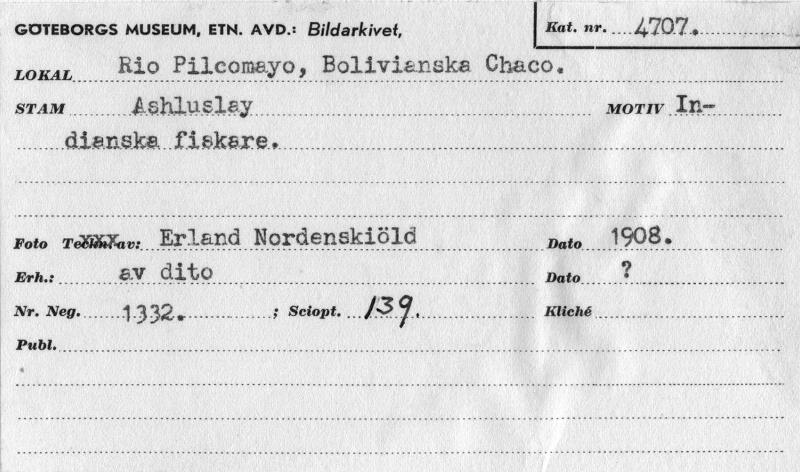 GÖTEBORGS MUSEUM, ETN. AVD.: Bildarkivet, Kat. nr. 4707.
LOKAL Rio Pilcomayo, Bolivianska Chaco.
STAM Ashluslay MOTIV In-
dianska fiskare.
Foto Teckn. av: Erland Nordenskiöld Dato 1908.
Erh.: av dito Dato ?
Nr. Neg. 1332. ; Sciopt. 139. Kliché
Publ.